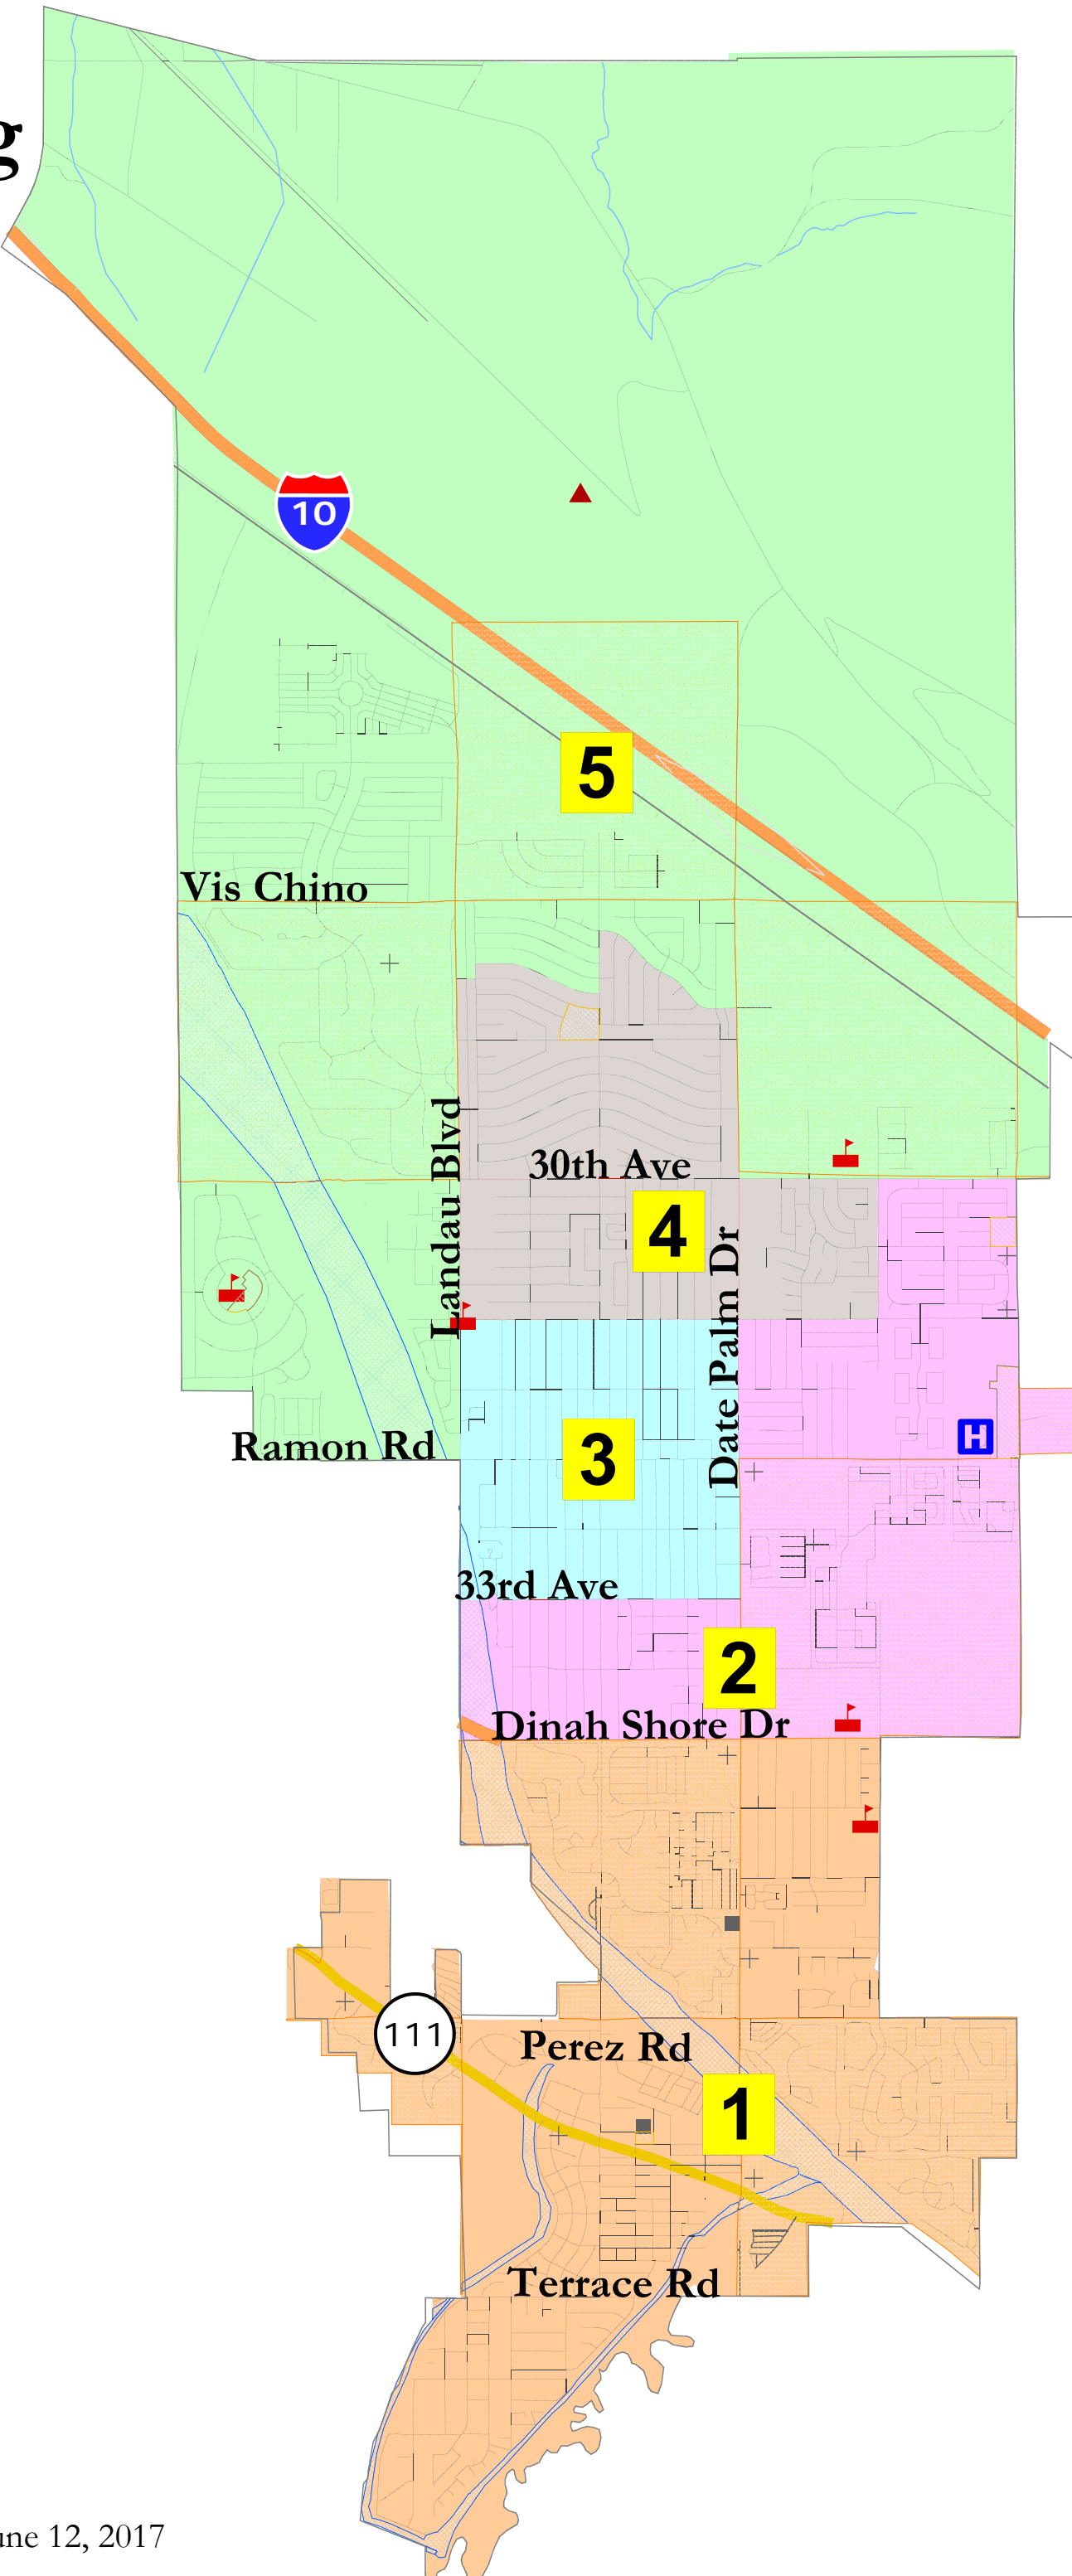 g
10
5
Vis Chino
Landau Blvd
30th Ave
4
Date Palm Dr
3
H
Ramon Rd
33rd Ave
2
Dinah Shore Dr
111
Perez Rd
1
Terrace Rd
une 12, 2017